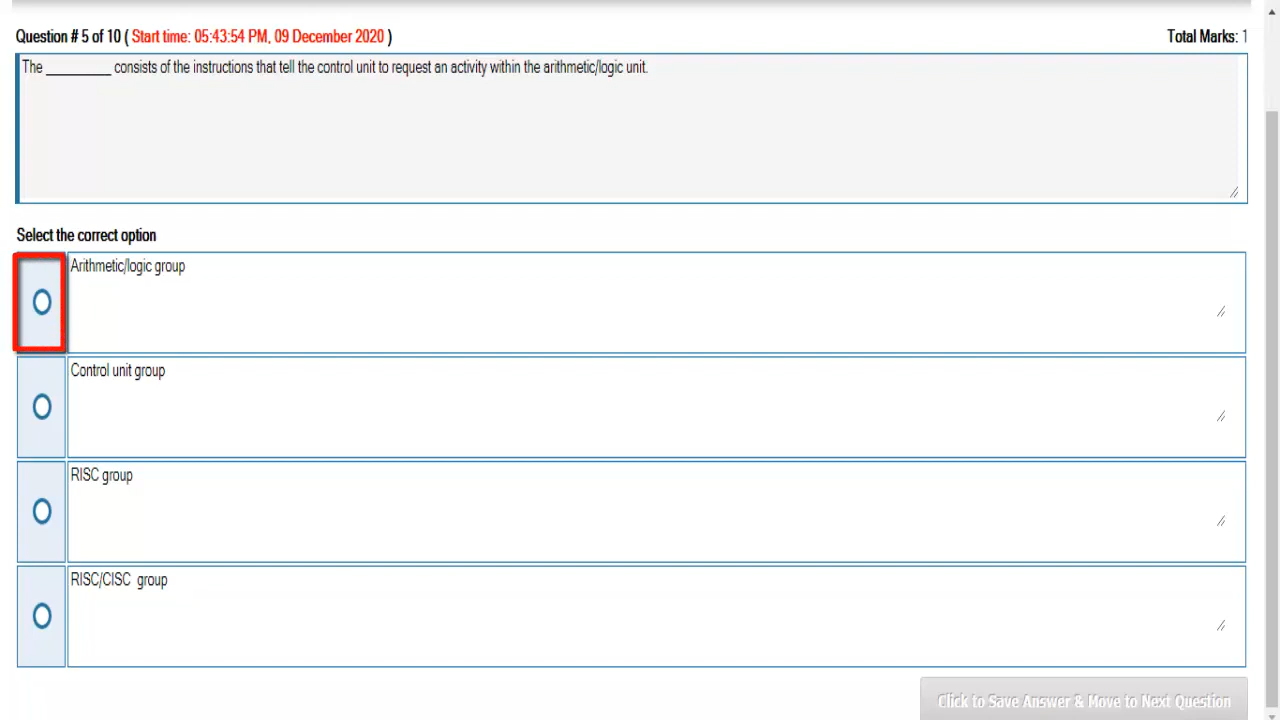 Question # 5 of 10 ( Start time: 05:43:54 PM, 09 December 2020 ) Total Marks: 1
The __________ consists of the instructions that tell the control unit to request an activity within the arithmetic/logic unit.
Select the correct option
Arithmetic/logic group
Control unit group
RISC group
RISC/CISC group
Click to Save Answer & Move to Next Question